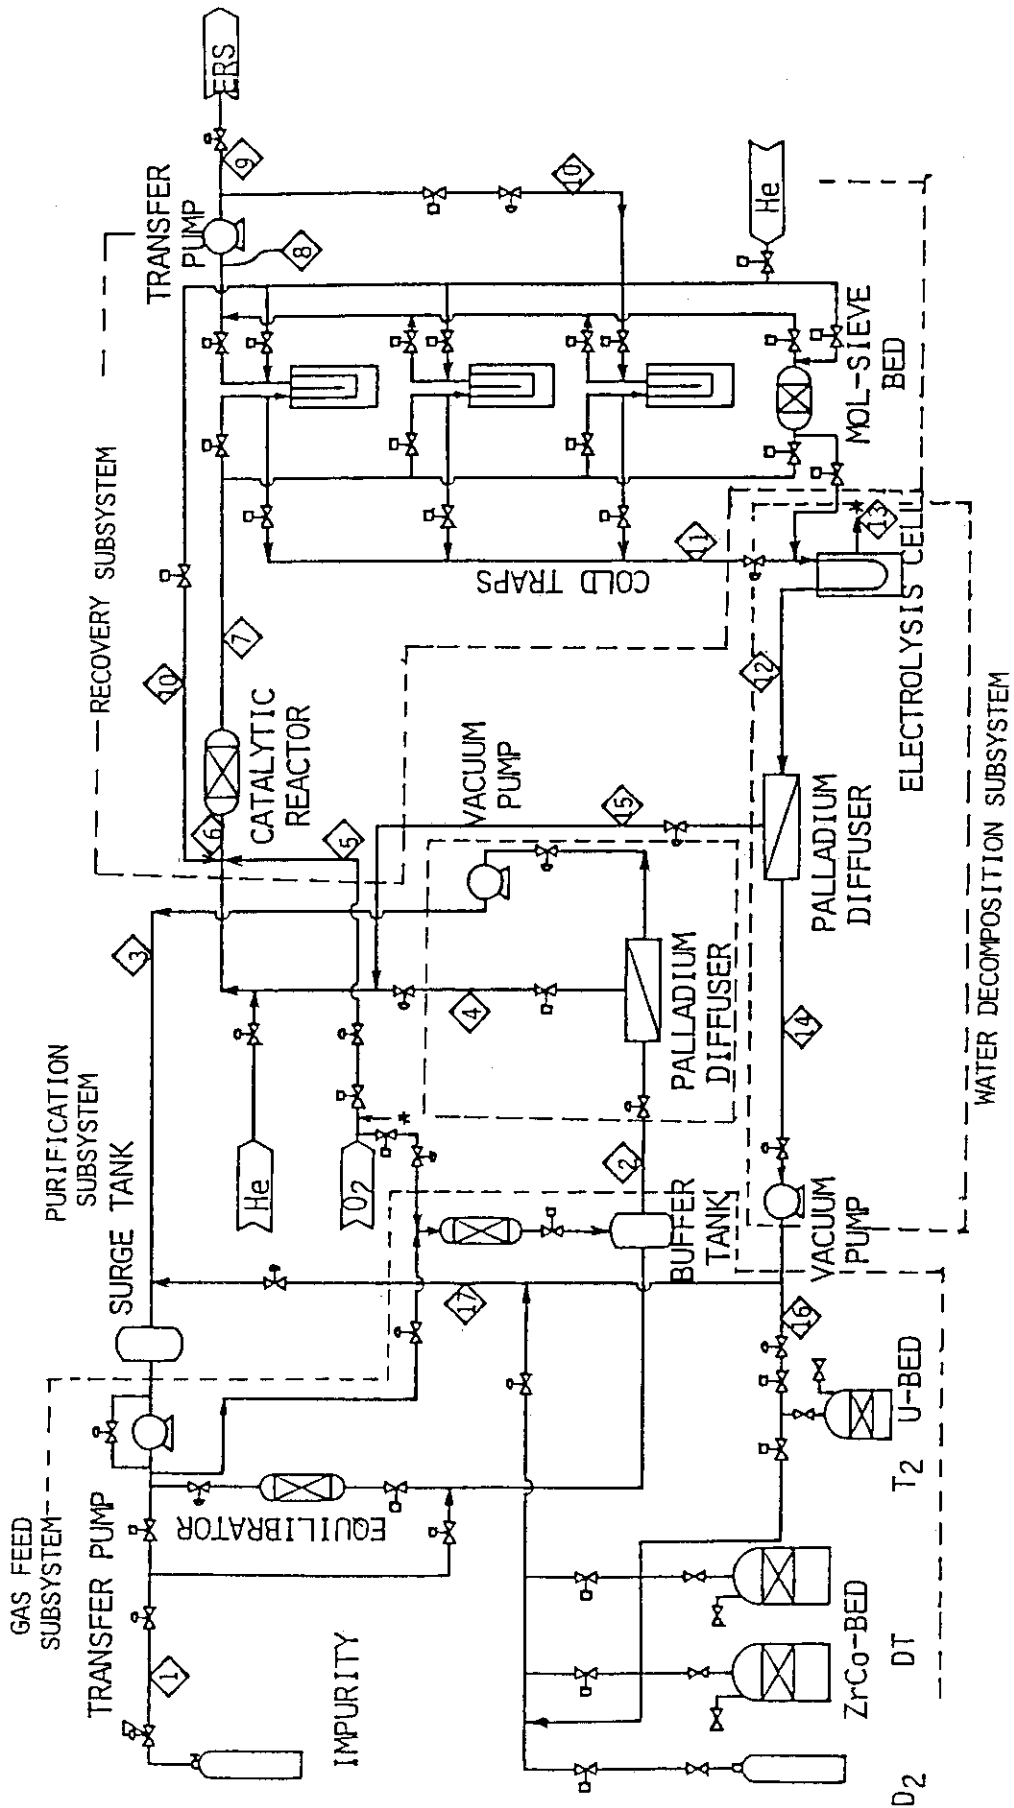 ERS
9
TRANSFER
PUMP
8
10
RECOVERY SUBSYSTEM
10
7
CATALYTIC
REACTOR
6
5
He
MOL-SIEVE
BED
COLD TRAPS
11
13
ELECTROLYSIS CELL
12
VACUUM
PUMP
15
PALLADIUM
DIFFUSER
WATER DECOMPOSITION SUBSYSTEM
3
4
PALLADIUM
DIFFUSER
14
PURIFICATION
SUBSYSTEM
He
O2
*
*
2
SURGE TANK
BUFFER
TANK
VACUUM
PUMP
17
16
GAS FEED
SUBSYSTEM
TRANSFER PUMP
EQUILIBRATOR
1
IMPURITY
U-BED
T2
ZrCo-BED
DT
D2